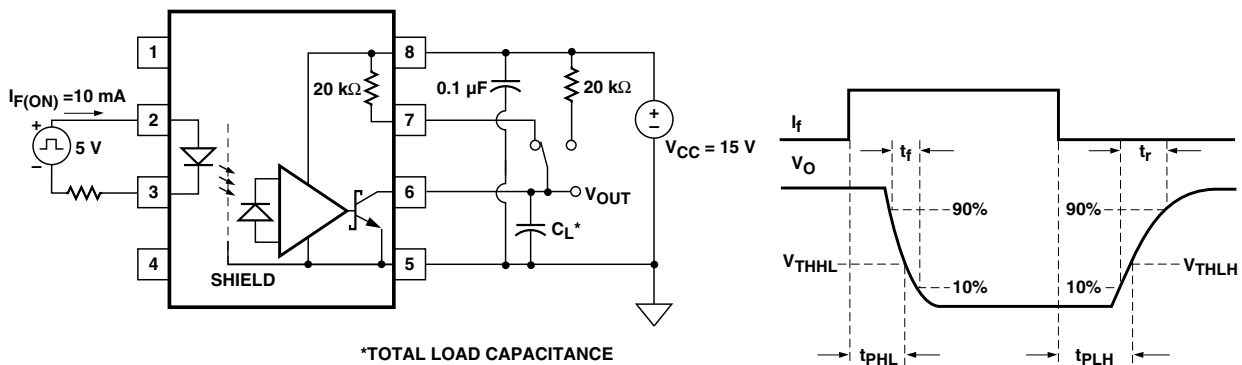 1
8
20 kΩ
0.1 µF
20 kΩ
I_F(ON) =10 mA
2
7
+
5 V
–
+
–
V_CC = 15 V
3
6
V_OUT
C_L*
4
5
SHIELD
*TOTAL LOAD CAPACITANCE
I_f
V_O
t_f
t_r
90%
90%
V_THHL
V_THLH
10%
10%
t_PHL
t_PLH